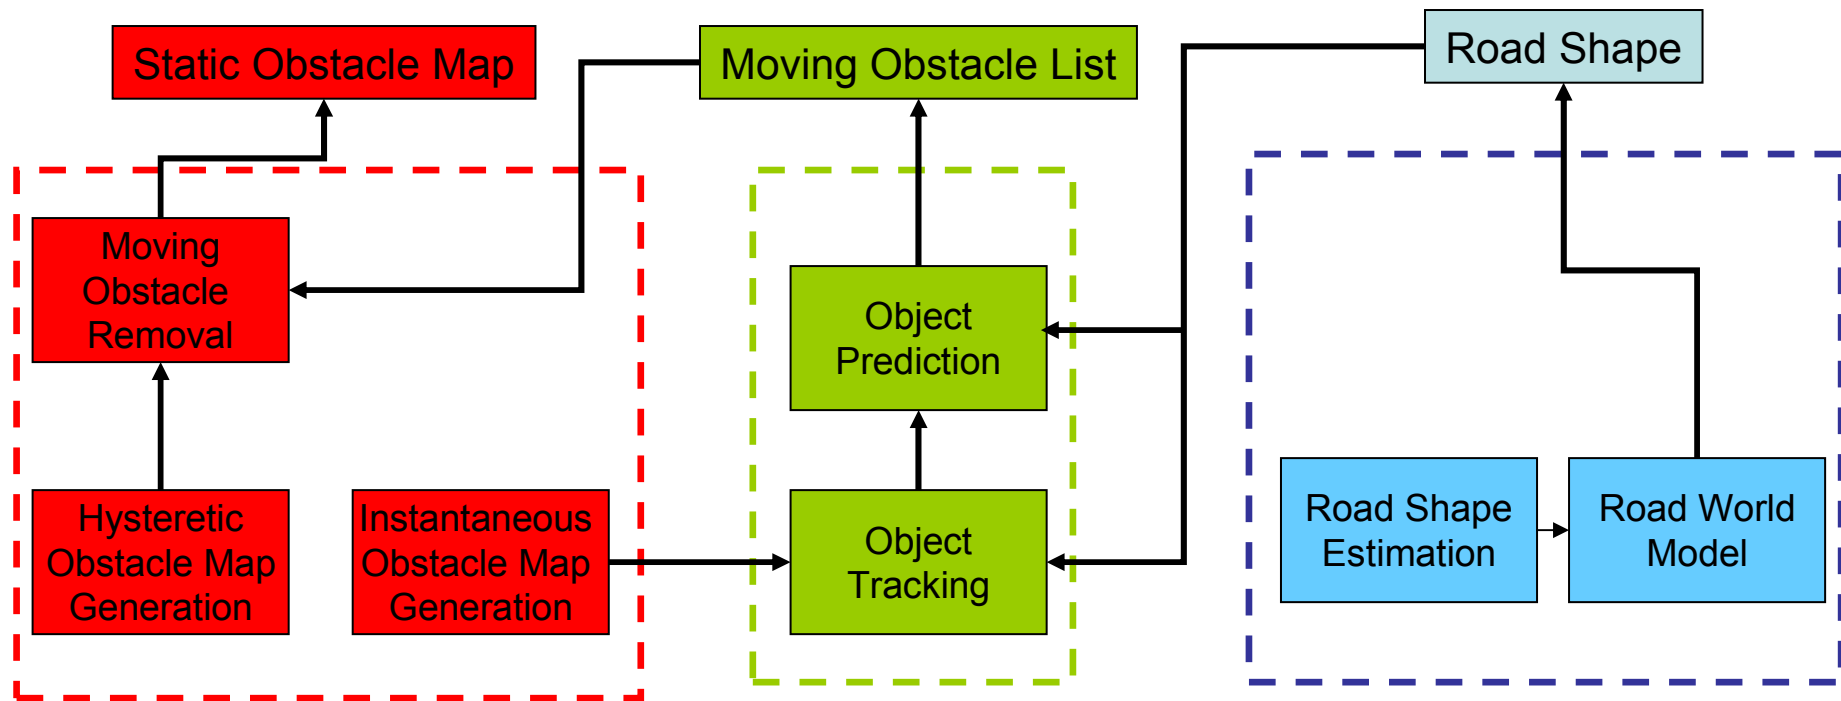 Static Obstacle Map
Moving Obstacle List
Road Shape
Moving
Obstacle
Removal
Object
Prediction
Hysteretic
Obstacle Map
Generation
Instantaneous
Obstacle Map
Generation
Object
Tracking
Road Shape
Estimation
Road World
Model